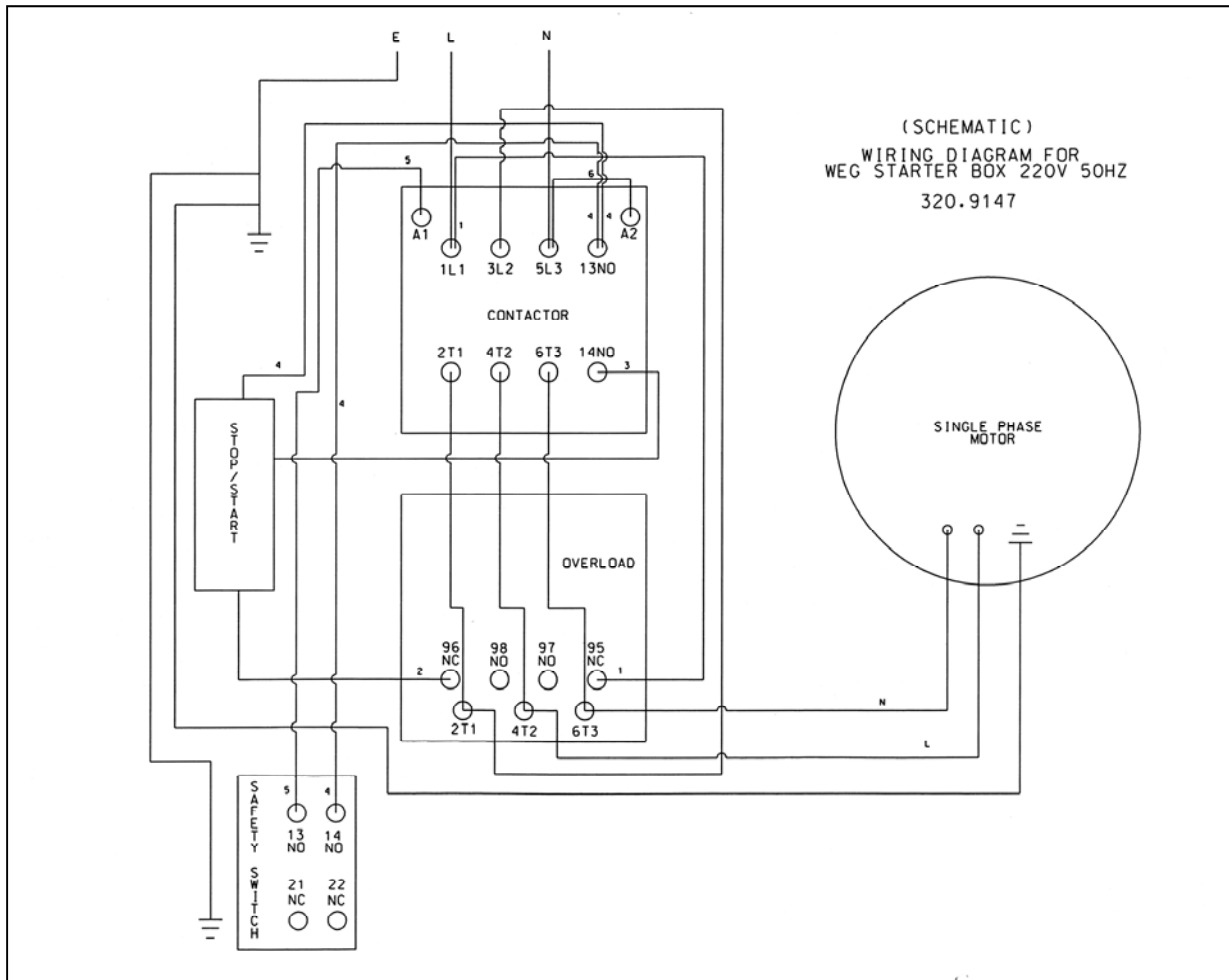 E L N
(SCHEMATIC)
WIRING DIAGRAM FOR
WEG STARTER BOX 220V 50HZ
320.9147
4
5
4
6
1
4 4
A1
A2
1L1 3L2 5L3 13NO
CONTACTOR
2T1 4T2 6T3 14NO
3
4
4
STOP/START
SINGLE PHASE
MOTOR
OVERLOAD
96 98 97 95
NC NO NO NC
2
1
2T1 4T2 6T3
N
L
SAFETY SWITCH
5 4
13 14
NO NO
21 22
NC NC